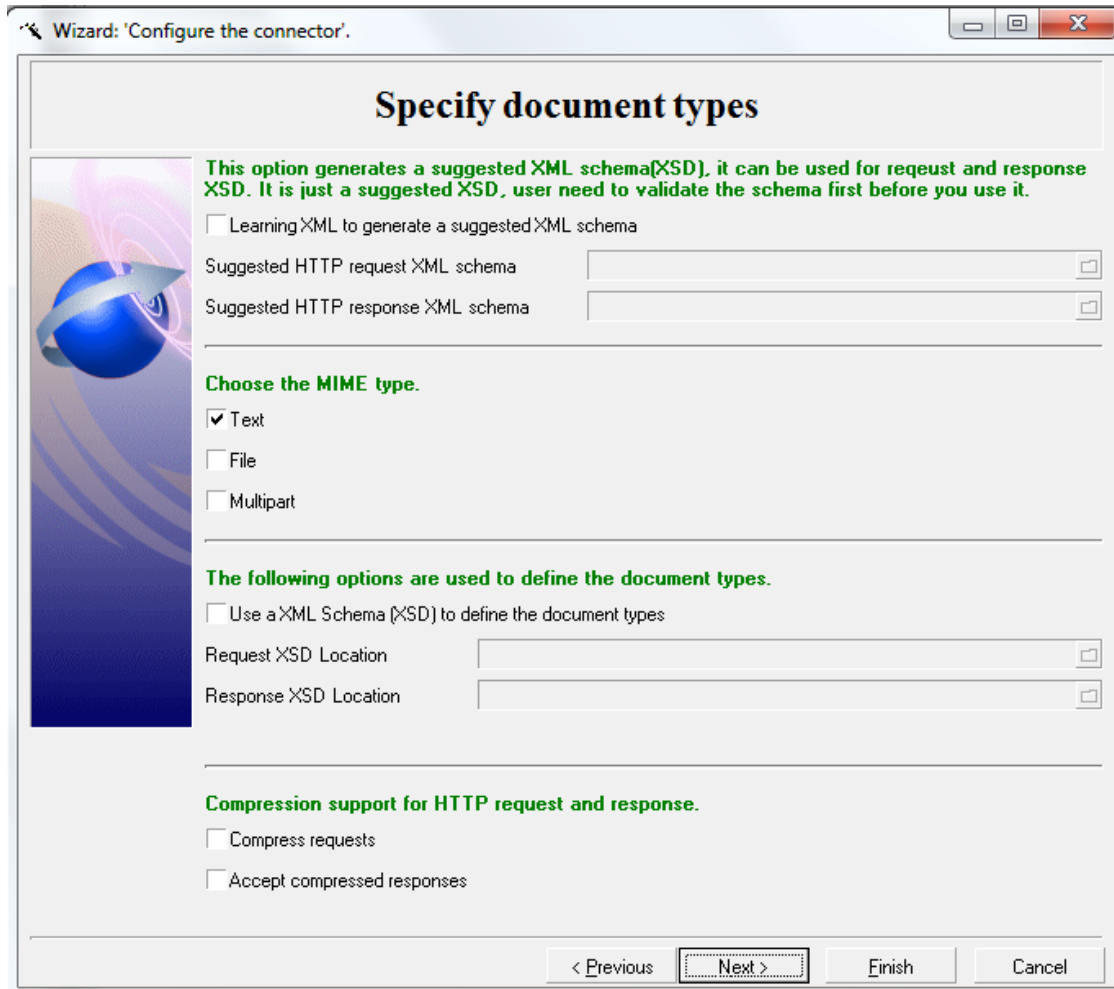 Wizard: 'Configure the connector'.
Specify document types
This option generates a suggested XML schema(XSD), it can be used for reqeust and response
XSD. It is just a suggested XSD, user need to validate the schema first before you use it.
Learning XML to generate a suggested XML schema
Suggested HTTP request XML schema
Suggested HTTP response XML schema
Choose the MIME type.
Text
File
Multipart
The following options are used to define the document types.
Use a XML Schema (XSD) to define the document types
Request XSD Location
Response XSD Location
Compression support for HTTP request and response.
Compress requests
Accept compressed responses
< Previous Next > Finish Cancel